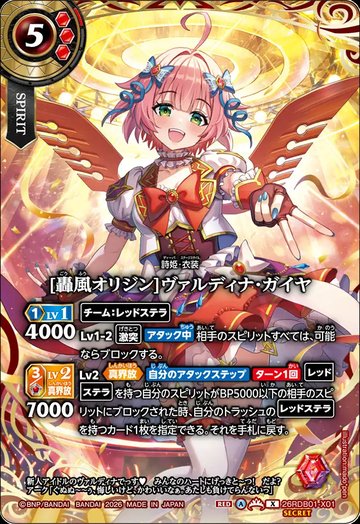 5
SPIRIT
詩姫・衣装
[轟風オリジン]ヴァルディナ・ガイヤ
1 LV1 4000
チーム：レッドステラ
Lv1-2 激突 アタック中 相手のスピリットすべては、可能
ならブロックする。
3 LV2 真界放 7000
Lv2 真界放 自分のアタックステップ ターン1回 レッド
ステラ を持つ自分のスピリットがBP5000以下の相手のスピ
リットにブロックされた時、自分のトラッシュの レッドステラ
を持つカード1枚を指定できる。それを手札に戻す。
新人アイドルのヴァルディナでっす♥ みんなのハートにげきっとーつ! だよ?
©BNP/BANDAI BANDAI 2026 MADE IN JAPAN
RED A X 26RDB01-X01
SECRET